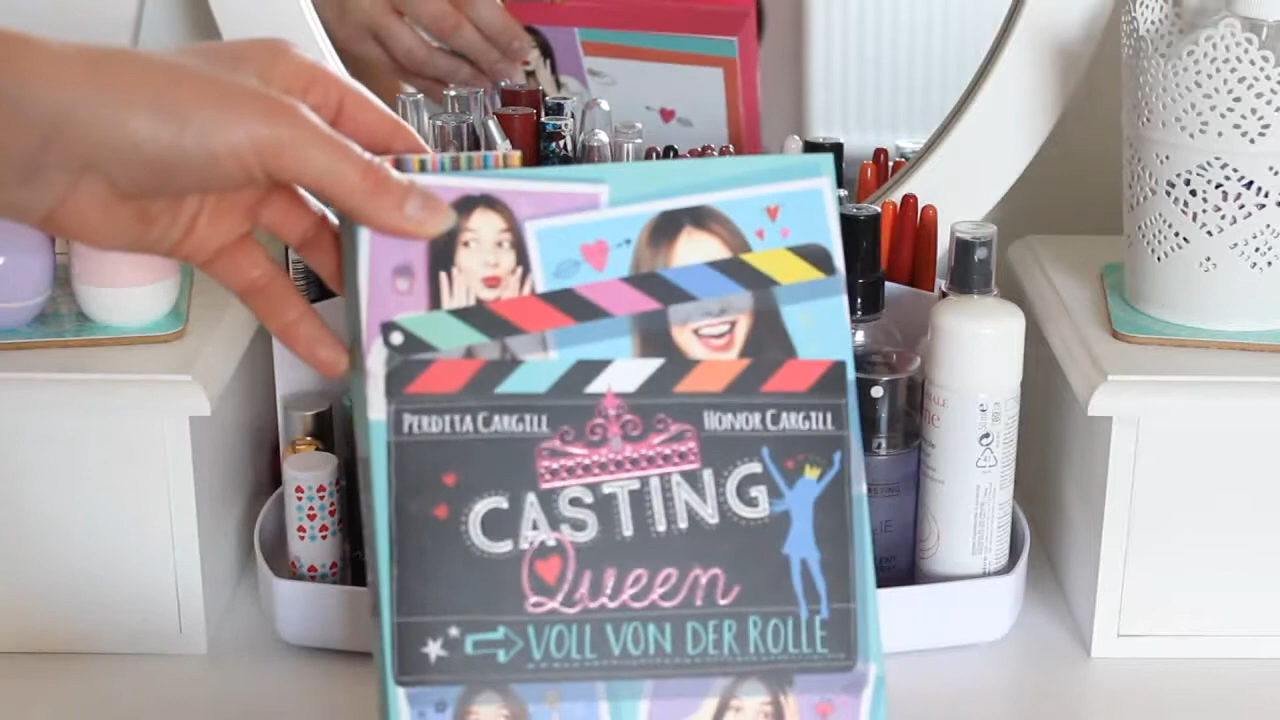 PERDITA CARGILL
HONOR CARGILL
CASTING
Queen
VOLL VON DER ROLLE